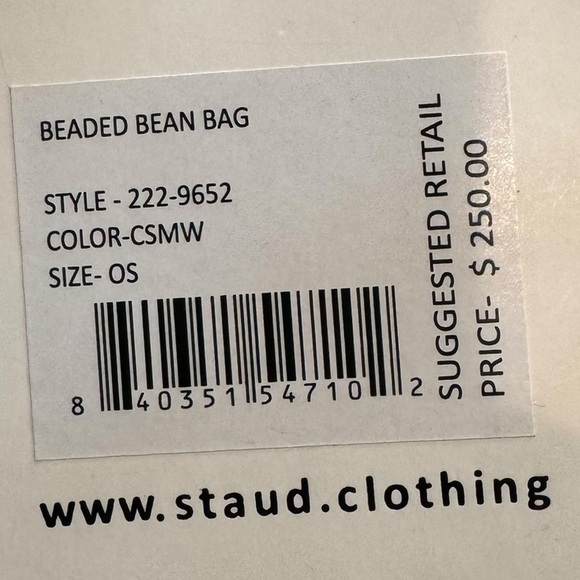 BEADED BEAN BAG
STYLE - 222-9652
COLOR-CSMW
SIZE- OS
8 40351 54710 2
SUGGESTED RETAIL
PRICE- $ 250.00
www.staud.clothing